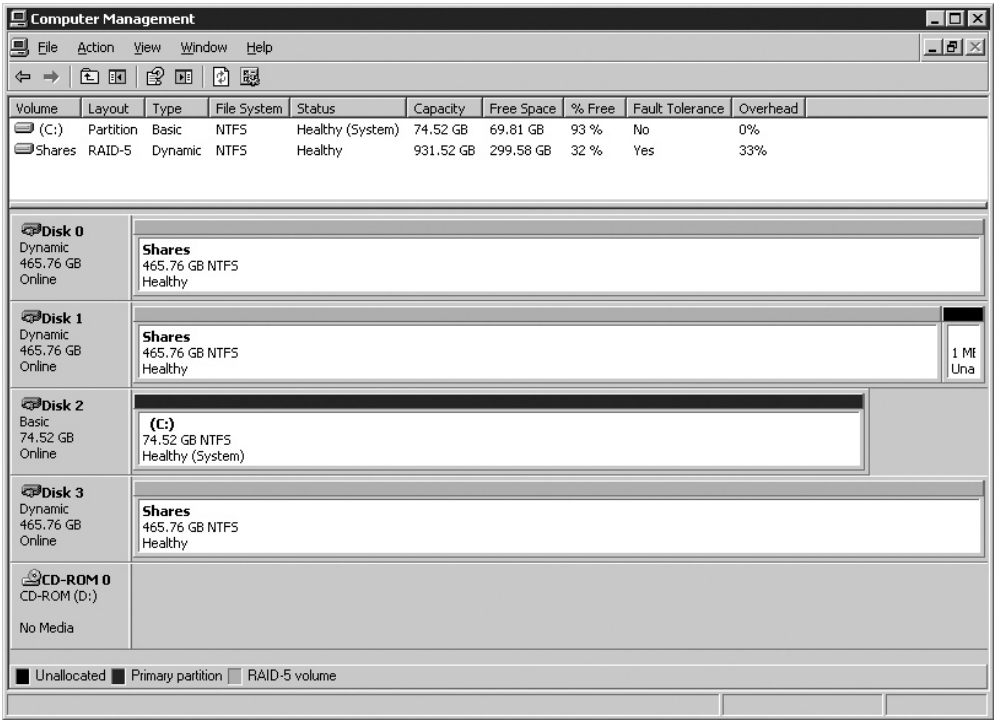 Computer Management
File Action View Window Help
Volume Layout Type File System Status Capacity Free Space % Free Fault Tolerance Overhead
(C:) Partition Basic NTFS Healthy (System) 74.52 GB 69.81 GB 93 % No 0%
Shares RAID-5 Dynamic NTFS Healthy 931.52 GB 299.58 GB 32 % Yes 33%
Disk 0
Dynamic
465.76 GB
Online
Shares
465.76 GB NTFS
Healthy
Disk 1
Dynamic
465.76 GB
Online
Shares
465.76 GB NTFS
Healthy
1 MB
Una
Disk 2
Basic
74.52 GB
Online
(C:)
74.52 GB NTFS
Healthy (System)
Disk 3
Dynamic
465.76 GB
Online
Shares
465.76 GB NTFS
Healthy
CD-ROM 0
CD-ROM (D:)
No Media
Unallocated Primary partition RAID-5 volume